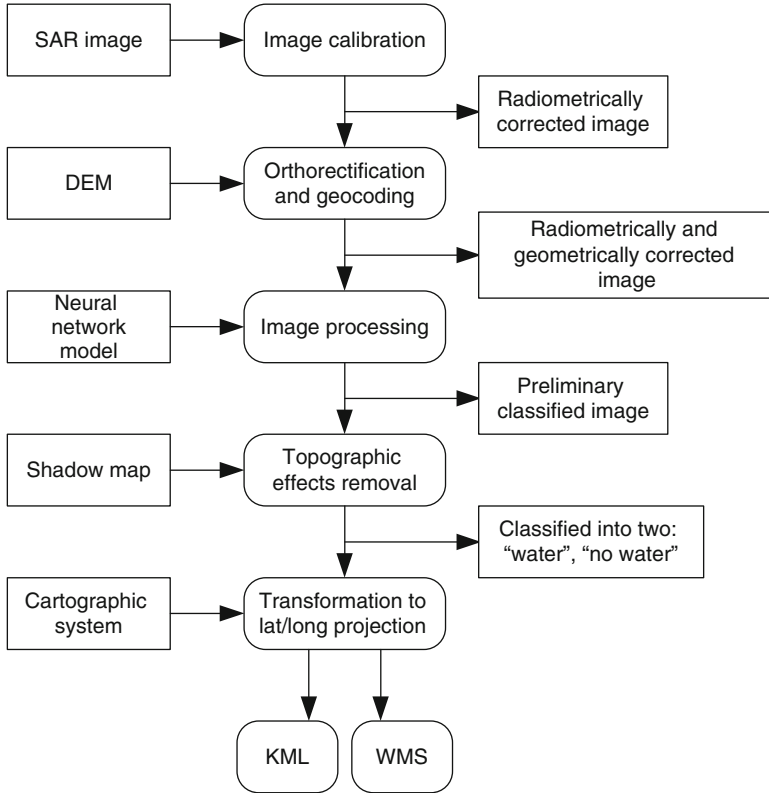 SAR image
Image calibration
Radiometrically
corrected image
DEM
Orthorectification
and geocoding
Radiometrically and
geometrically corrected
image
Neural
network
model
Image processing
Preliminary
classified image
Shadow map
Topographic
effects removal
Classified into two:
“water”, “no water”
Cartographic
system
Transformation to
lat/long projection
KML
WMS